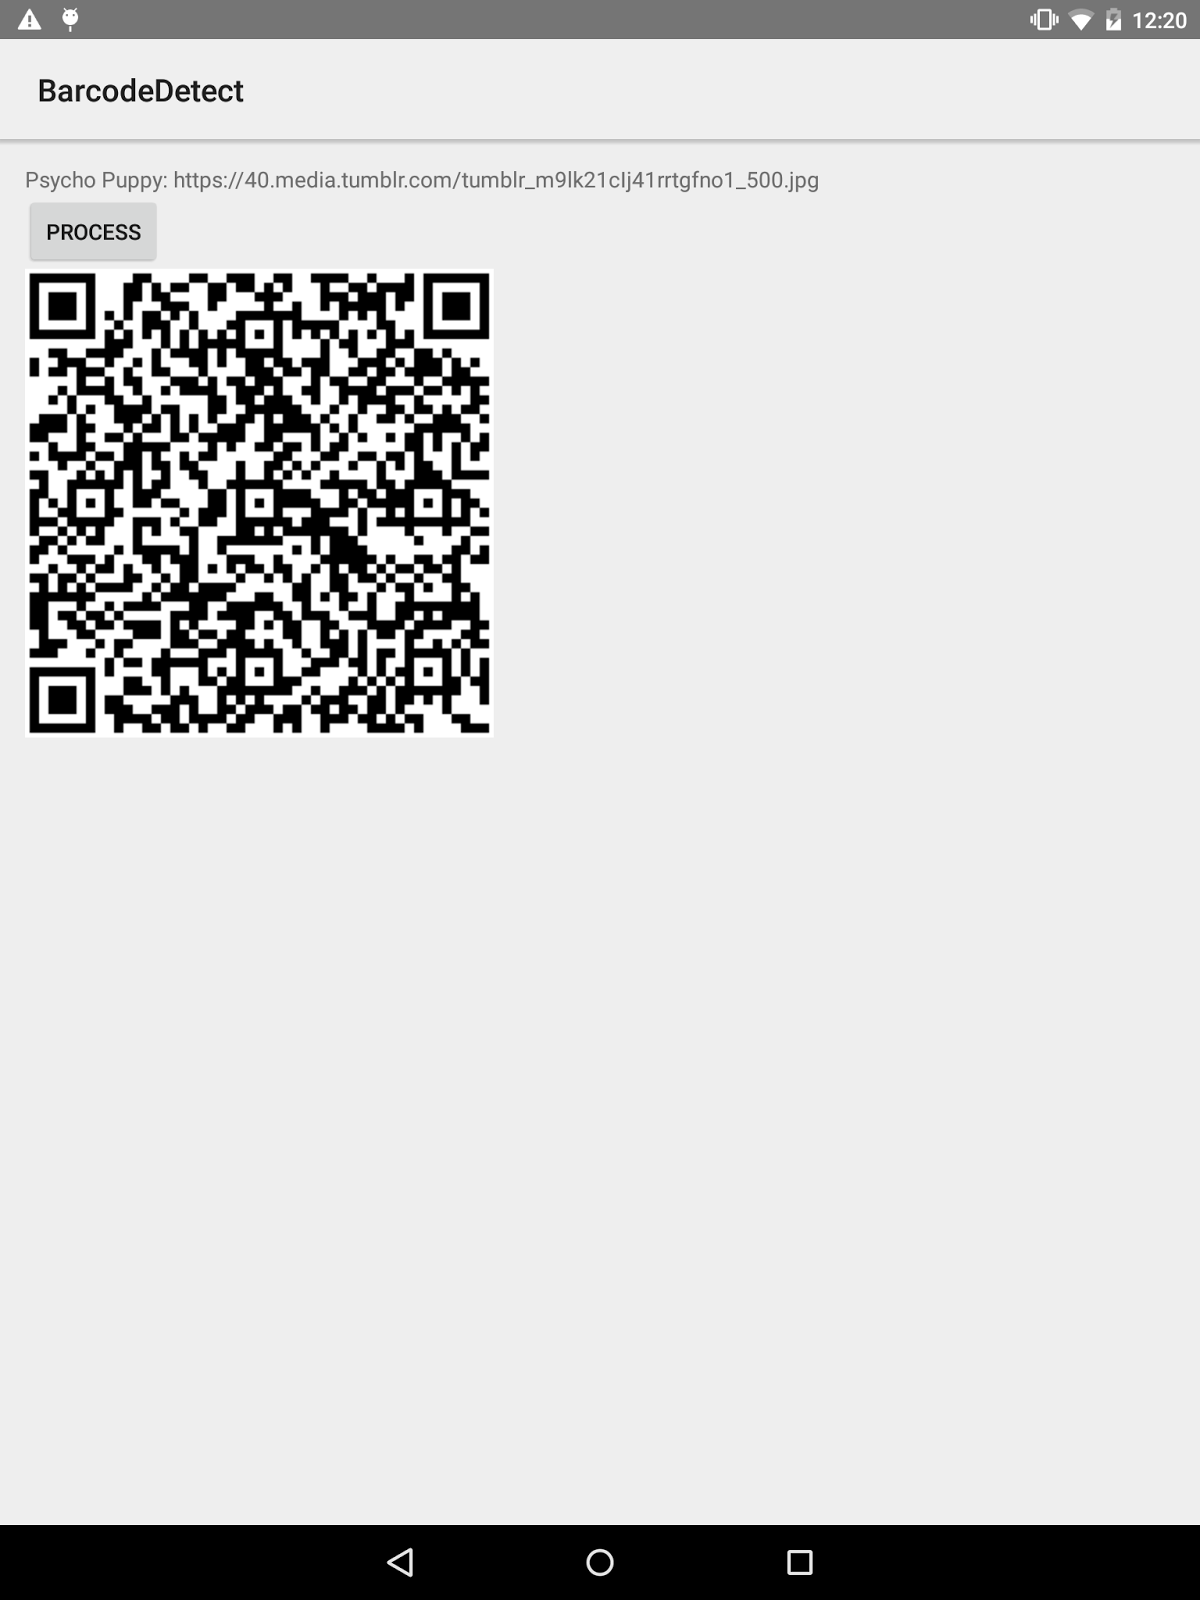 12:20
BarcodeDetect
Psycho Puppy: https://40.media.tumblr.com/tumblr_m9lk21clj41rrtgfno1_500.jpg
PROCESS